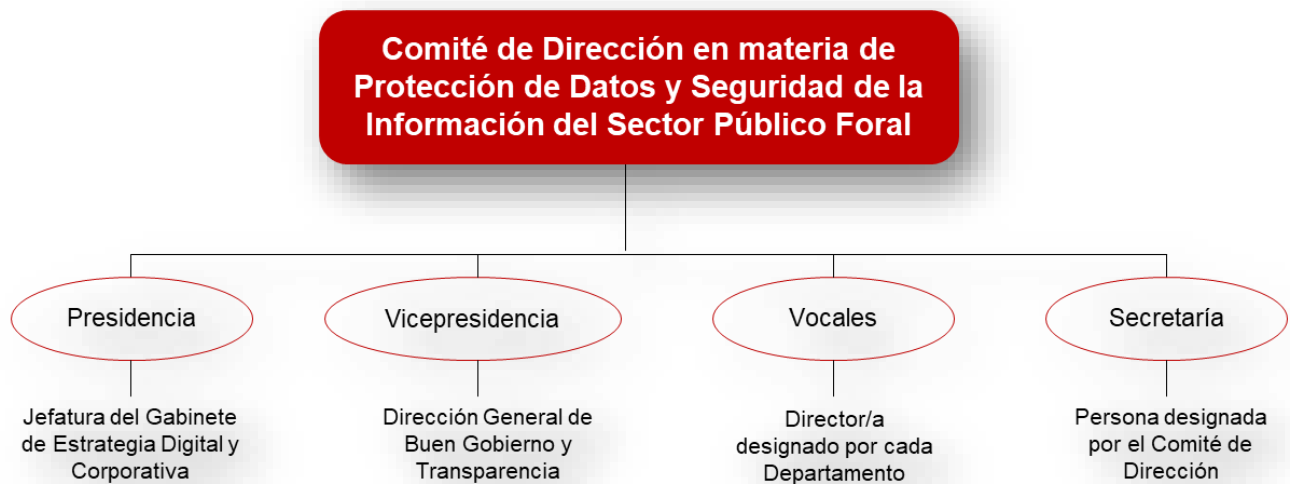 Comité de Dirección en materia de
Protección de Datos y Seguridad de la
Información del Sector Público Foral
Presidencia
Vicepresidencia
Vocales
Secretaría
Jefatura del Gabinete
de Estrategia Digital y
Corporativa
Dirección General de
Buen Gobierno y
Transparencia
Director/a
designado por cada
Departamento
Persona designada
por el Comité de
Dirección